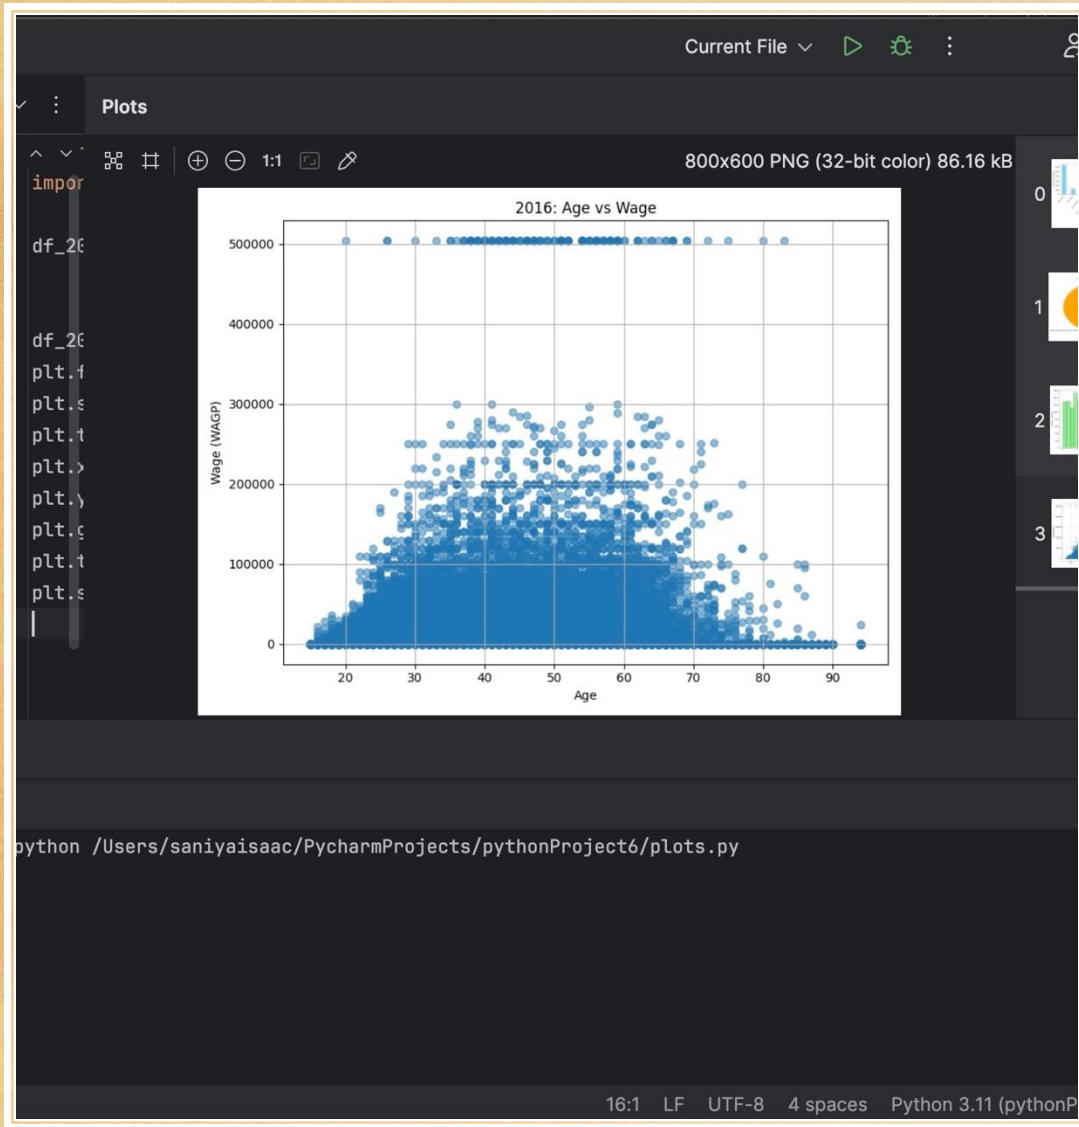 Current File
Plots
1:1
800x600 PNG (32-bit color) 86.16 kB
impor
df_20
df_20
plt.f
plt.s
plt.t
plt.x
plt.y
plt.g
plt.t
plt.s
2016: Age vs Wage
Wage (WAGP)
500000
400000
300000
200000
100000
0
20 30 40 50 60 70 80 90
Age
0
1
2
3
python /Users/saniyaisaac/PycharmProjects/pythonProject6/plots.py
16:1 LF UTF-8 4 spaces Python 3.11 (pythonP